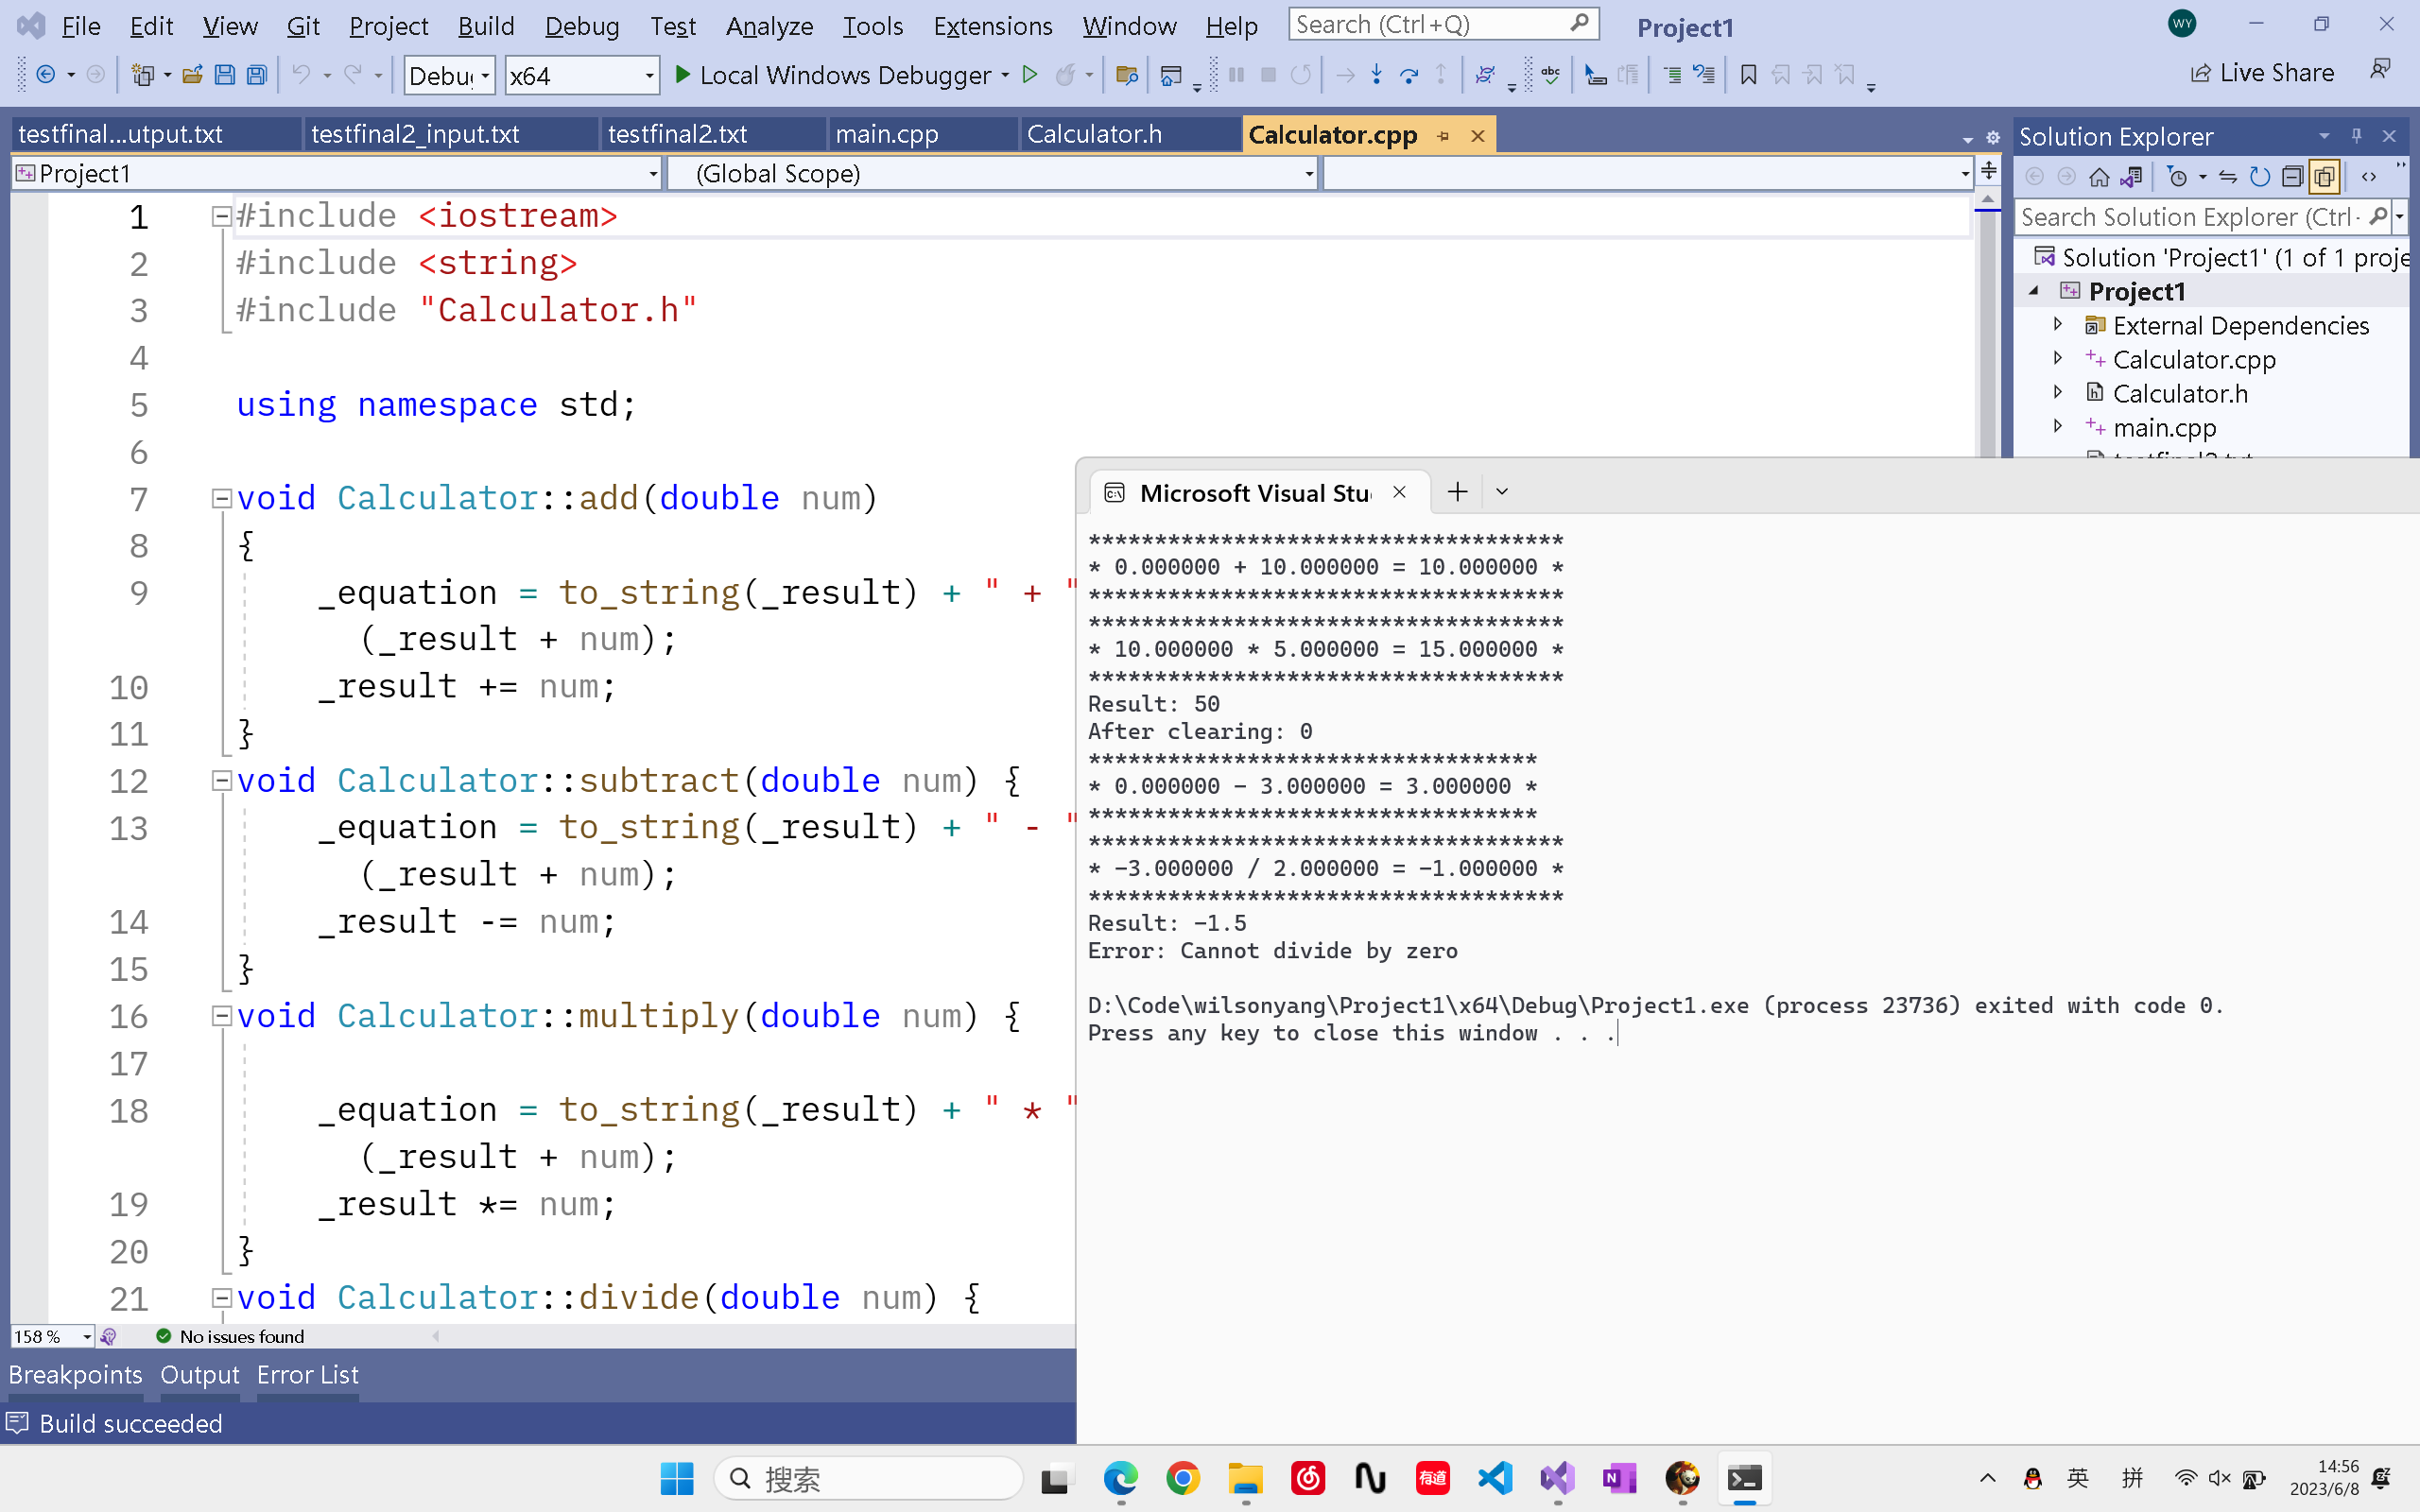 File Edit View Git Project Build Debug Test Analyze Tools Extensions Window Help Search (Ctrl+Q) Project1 WY
x64 Local Windows Debugger abc Live Share
testfinal...utput.txt testfinal2_input.txt testfinal2.txt main.cpp Calculator.h Calculator.cpp
Project1 (Global Scope)
1 #include <iostream>
2 #include <string>
3 #include "Calculator.h"
4
5 using namespace std;
6
7 void Calculator::add(double num)
8 {
9 _equation = to_string(_result) + " + "
(_result + num);
10 _result += num;
11 }
12 void Calculator::subtract(double num) {
13 _equation = to_string(_result) + " - "
(_result + num);
14 _result -= num;
15 }
16 void Calculator::multiply(double num) {
17
18 _equation = to_string(_result) + " * "
(_result + num);
19 _result *= num;
20 }
21 void Calculator::divide(double num) {
158 % No issues found
Breakpoints Output Error List
Build succeeded
Solution Explorer
Search Solution Explorer (Ctrl
Solution 'Project1' (1 of 1 proje
Project1
External Dependencies
Calculator.cpp
Calculator.h
main.cpp
Microsoft Visual Stu
************************************
* 0.000000 + 10.000000 = 10.000000 *
************************************
************************************
* 10.000000 * 5.000000 = 15.000000 *
************************************
Result: 50
After clearing: 0
**********************************
* 0.000000 - 3.000000 = 3.000000 *
**********************************
************************************
* -3.000000 / 2.000000 = -1.000000 *
************************************
Result: -1.5
Error: Cannot divide by zero
D:\Code\wilsonyang\Project1\x64\Debug\Project1.exe (process 23736) exited with code 0.
Press any key to close this window . . .
搜索 有道 N 英 拼 14:56
2023/6/8